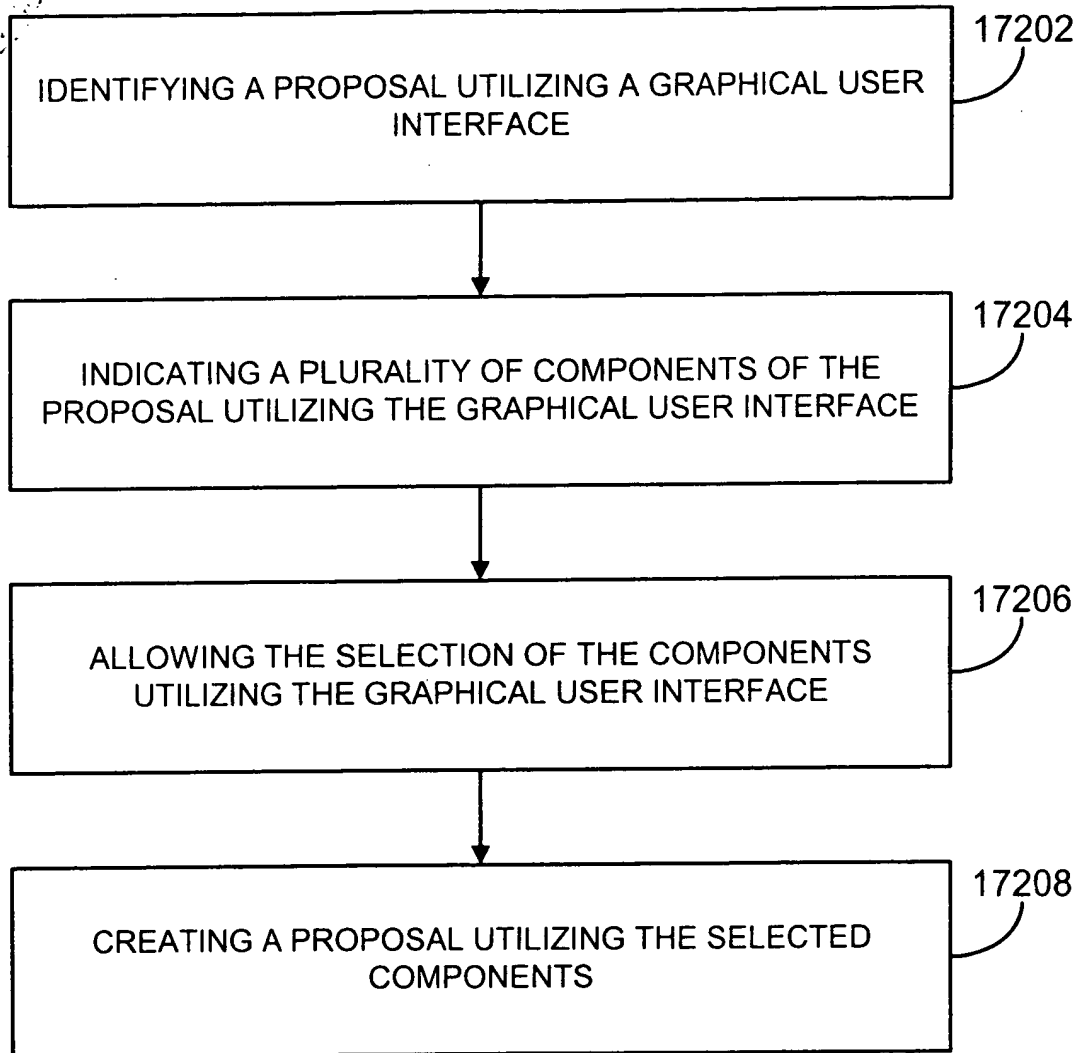 17202
IDENTIFYING A PROPOSAL UTILIZING A GRAPHICAL USER
INTERFACE
17204
INDICATING A PLURALITY OF COMPONENTS OF THE
PROPOSAL UTILIZING THE GRAPHICAL USER INTERFACE
17206
ALLOWING THE SELECTION OF THE COMPONENTS
UTILIZING THE GRAPHICAL USER INTERFACE
17208
CREATING A PROPOSAL UTILIZING THE SELECTED
COMPONENTS